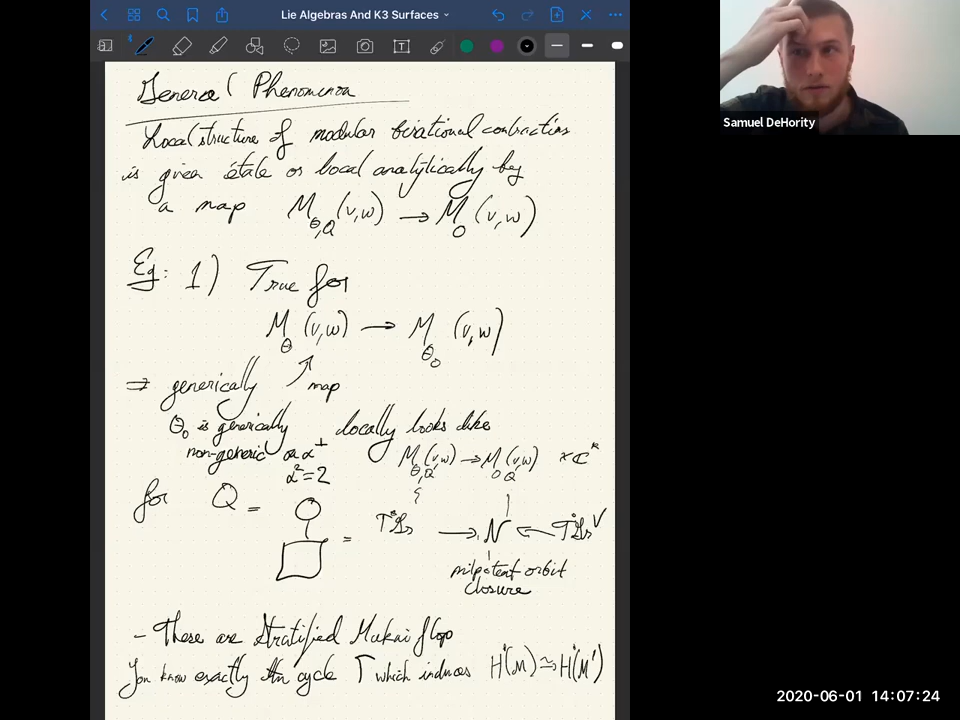 Lie Algebras And K3 Surfaces
General Phenomena
Local structure of modular birational contractions
is given étale or local analytically by
a map M_{θ,Q}(v,w) → M_0(v,w)
Eg: 1) True for
M_θ(v,w) → M_{θ_0}(v,w)
⇒ generically map
θ_0 is generically locally looks like
non-generic on α^⊥ M_{θ,Q'}(v,w) → M_{0,Q'}(v,w) × C^k
α²=2
for Q = = T^*Gr → N ← T^*Gr^V
nilpotent orbit
closure
- These are Stratified Mukai flop
You know exactly the cycle Γ which induces H^*(M) ≅ H^*(M')
Samuel DeHority
2020-06-01 14:07:24